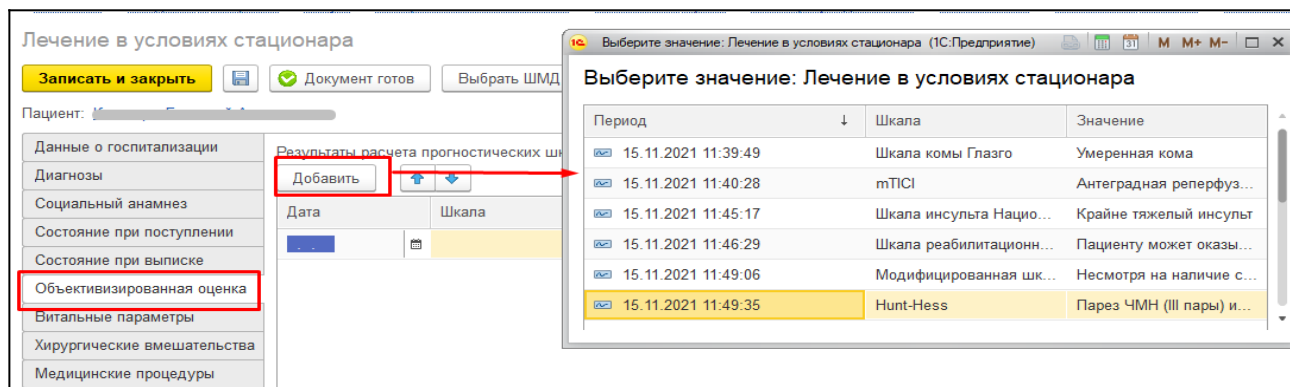 Лечение в условиях стационара
Записать и закрыть
Документ готов
Выбрать ШМД
Пациент:
Данные о госпитализации
Диагнозы
Социальный анамнез
Состояние при поступлении
Состояние при выписке
Объективизированная оценка
Витальные параметры
Хирургические вмешательства
Медицинские процедуры
Результаты расчета прогностических
Добавить
Дата Шкала
Выберите значение: Лечение в условиях стационара (1С:Предприятие) 31 M M+ M-
Выберите значение: Лечение в условиях стационара
Период ↓ Шкала Значение
15.11.2021 11:39:49 Шкала комы Глазго Умеренная кома
15.11.2021 11:40:28 mTICI Антеградная реперфуз...
15.11.2021 11:45:17 Шкала инсульта Нацио... Крайне тяжелый инсульт
15.11.2021 11:46:29 Шкала реабилитационн... Пациенту может оказы...
15.11.2021 11:49:06 Модифицированная шк... Несмотря на наличие с...
15.11.2021 11:49:35 Hunt-Hess Парез ЧМН (III пары) и...